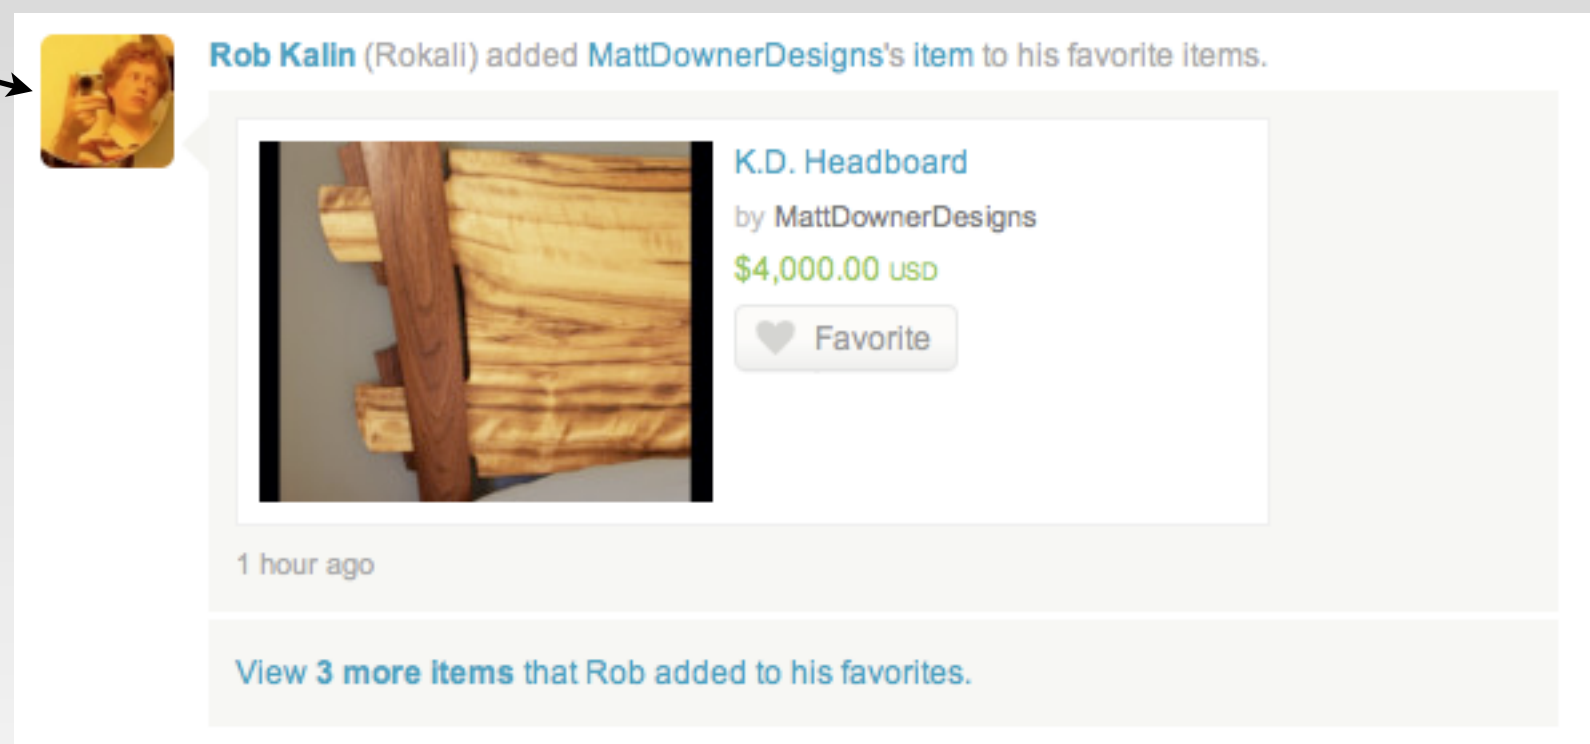 Rob Kalin (Rokali) added MattDownerDesigns's item to his favorite items.
K.D. Headboard
by MattDownerDesigns
$4,000.00 USD
Favorite
1 hour ago
View 3 more items that Rob added to his favorites.